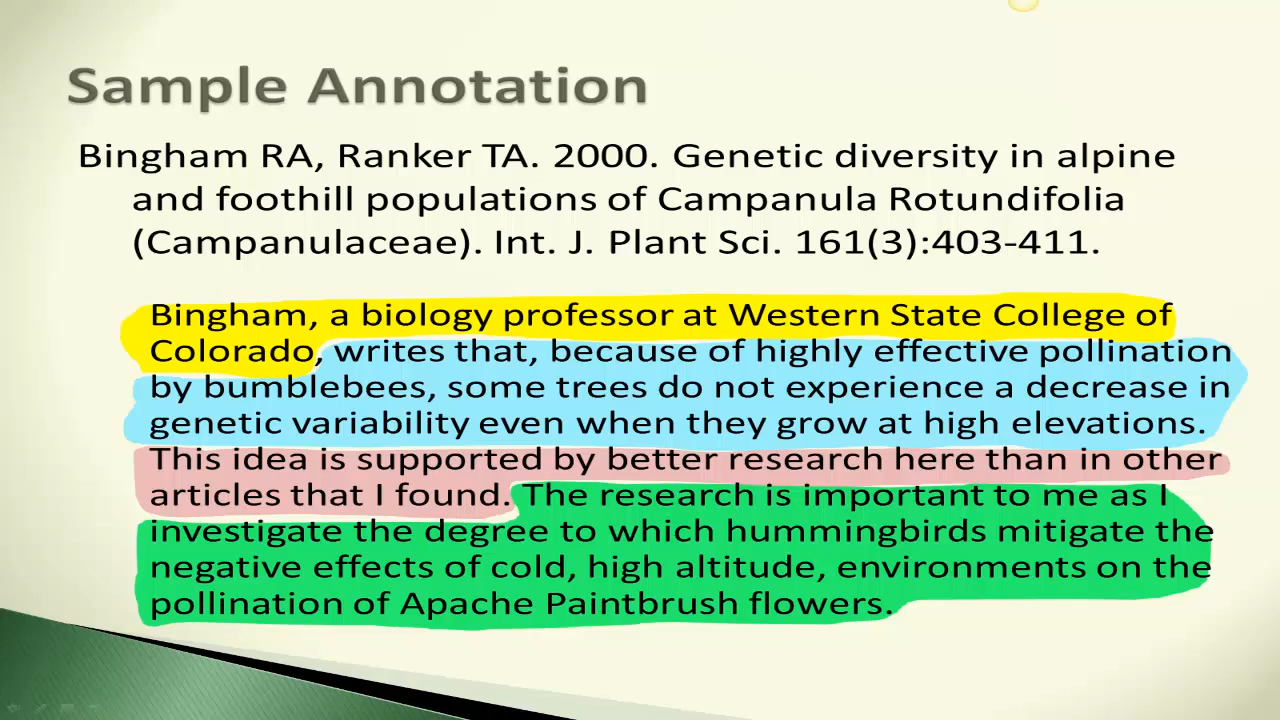 Sample Annotation
Bingham RA, Ranker TA. 2000. Genetic diversity in alpine
and foothill populations of Campanula Rotundifolia
(Campanulaceae). Int. J. Plant Sci. 161(3):403-411.
Bingham, a biology professor at Western State College of
Colorado, writes that, because of highly effective pollination
by bumblebees, some trees do not experience a decrease in
genetic variability even when they grow at high elevations.
This idea is supported by better research here than in other
articles that I found. The research is important to me as I
investigate the degree to which hummingbirds mitigate the
negative effects of cold, high altitude, environments on the
pollination of Apache Paintbrush flowers.